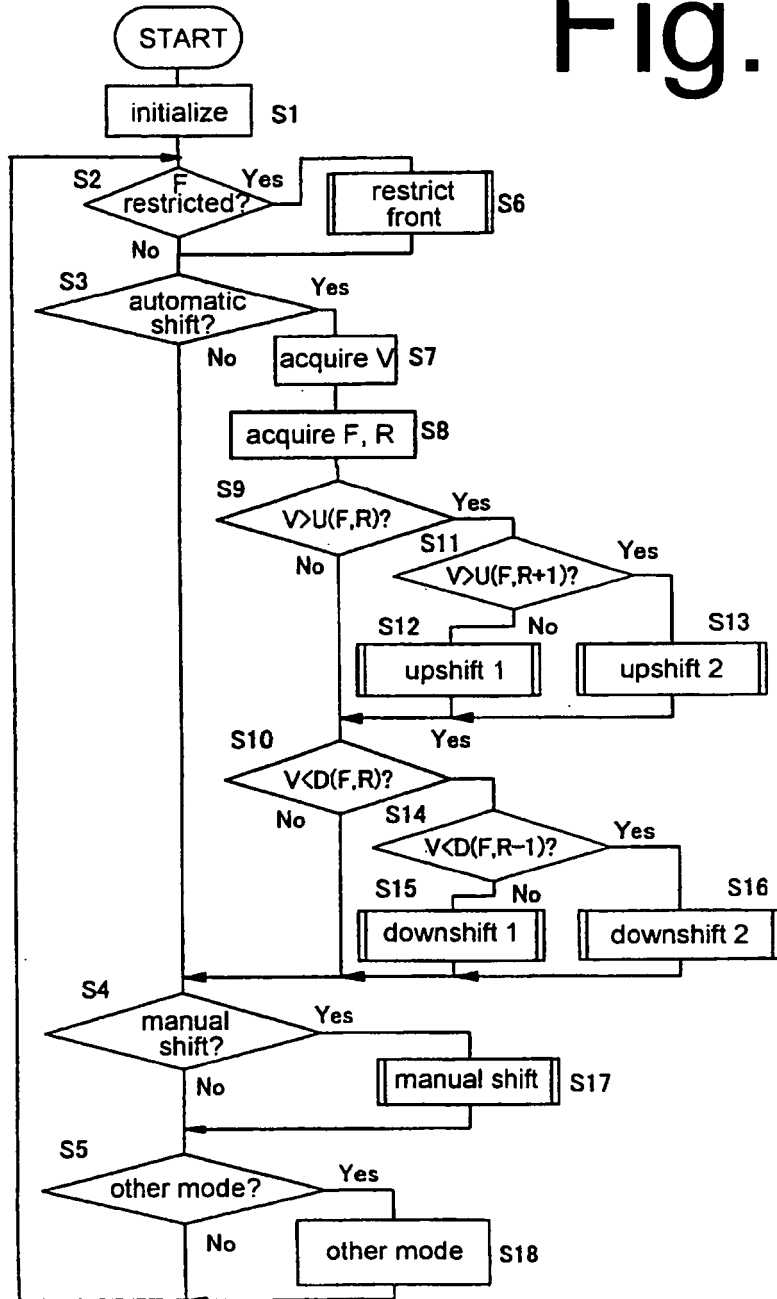 Fig.
START
initialize
S1
S2
F
restricted?
Yes
restrict
front
S6
No
S3
automatic
shift?
Yes
No
acquire V
S7
acquire F, R
S8
S9
V>U(F,R)?
Yes
No
S11
V>U(F,R+1)?
Yes
No
S12
upshift 1
S13
upshift 2
S10
V<D(F,R)?
Yes
No
S14
V<D(F,R-1)?
Yes
No
S15
downshift 1
S16
downshift 2
S4
manual
shift?
Yes
No
manual shift
S17
S5
other mode?
Yes
No
other mode
S18